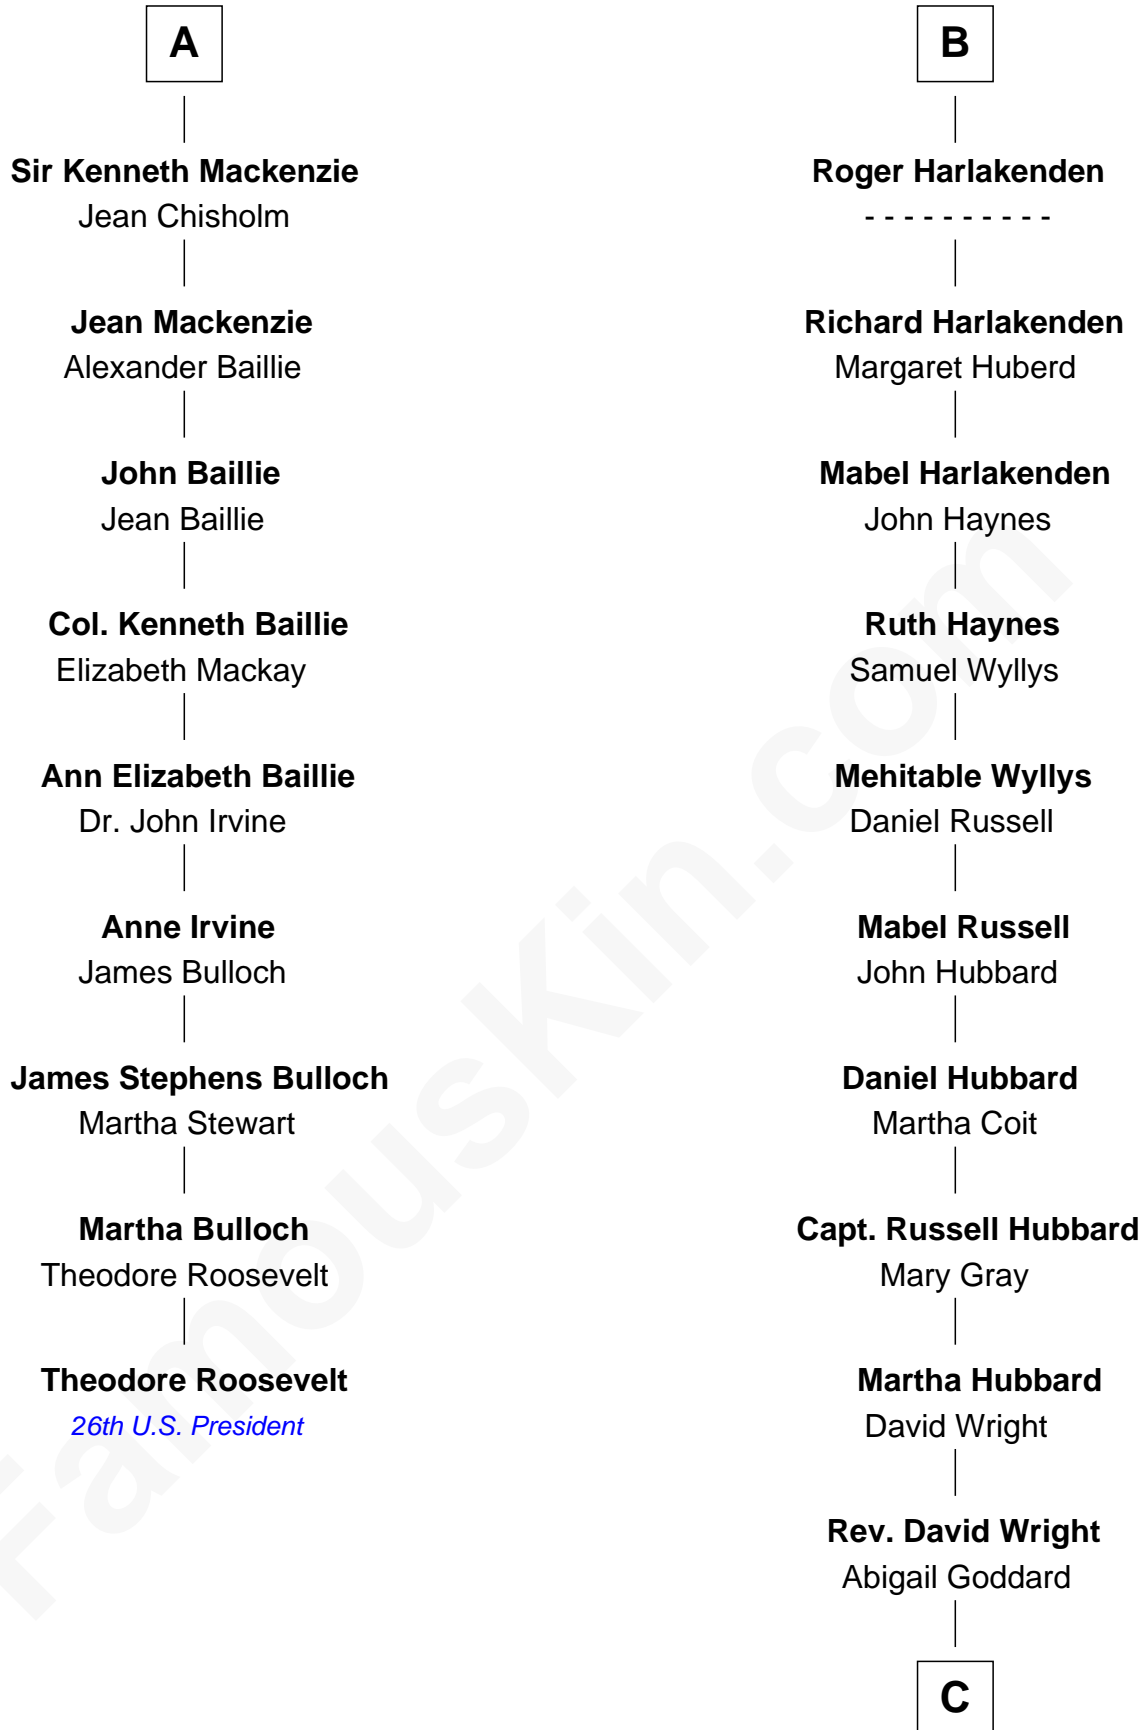 A
Sir Kenneth Mackenzie
Jean Chisholm
Jean Mackenzie
Alexander Baillie
John Baillie
Jean Baillie
Col. Kenneth Baillie
Elizabeth Mackay
Ann Elizabeth Baillie
Dr. John Irvine
Anne Irvine
James Bulloch
James Stephens Bulloch
Martha Stewart
Martha Bulloch
Theodore Roosevelt
Theodore Roosevelt
26th U.S. President
B
Roger Harlakenden
- - - - - - - - - -
Richard Harlakenden
Margaret Huberd
Mabel Harlakenden
John Haynes
Ruth Haynes
Samuel Wyllys
Mehitable Wyllys
Daniel Russell
Mabel Russell
John Hubbard
Daniel Hubbard
Martha Coit
Capt. Russell Hubbard
Mary Gray
Martha Hubbard
David Wright
Rev. David Wright
Abigail Goddard
C
FamousKin.com